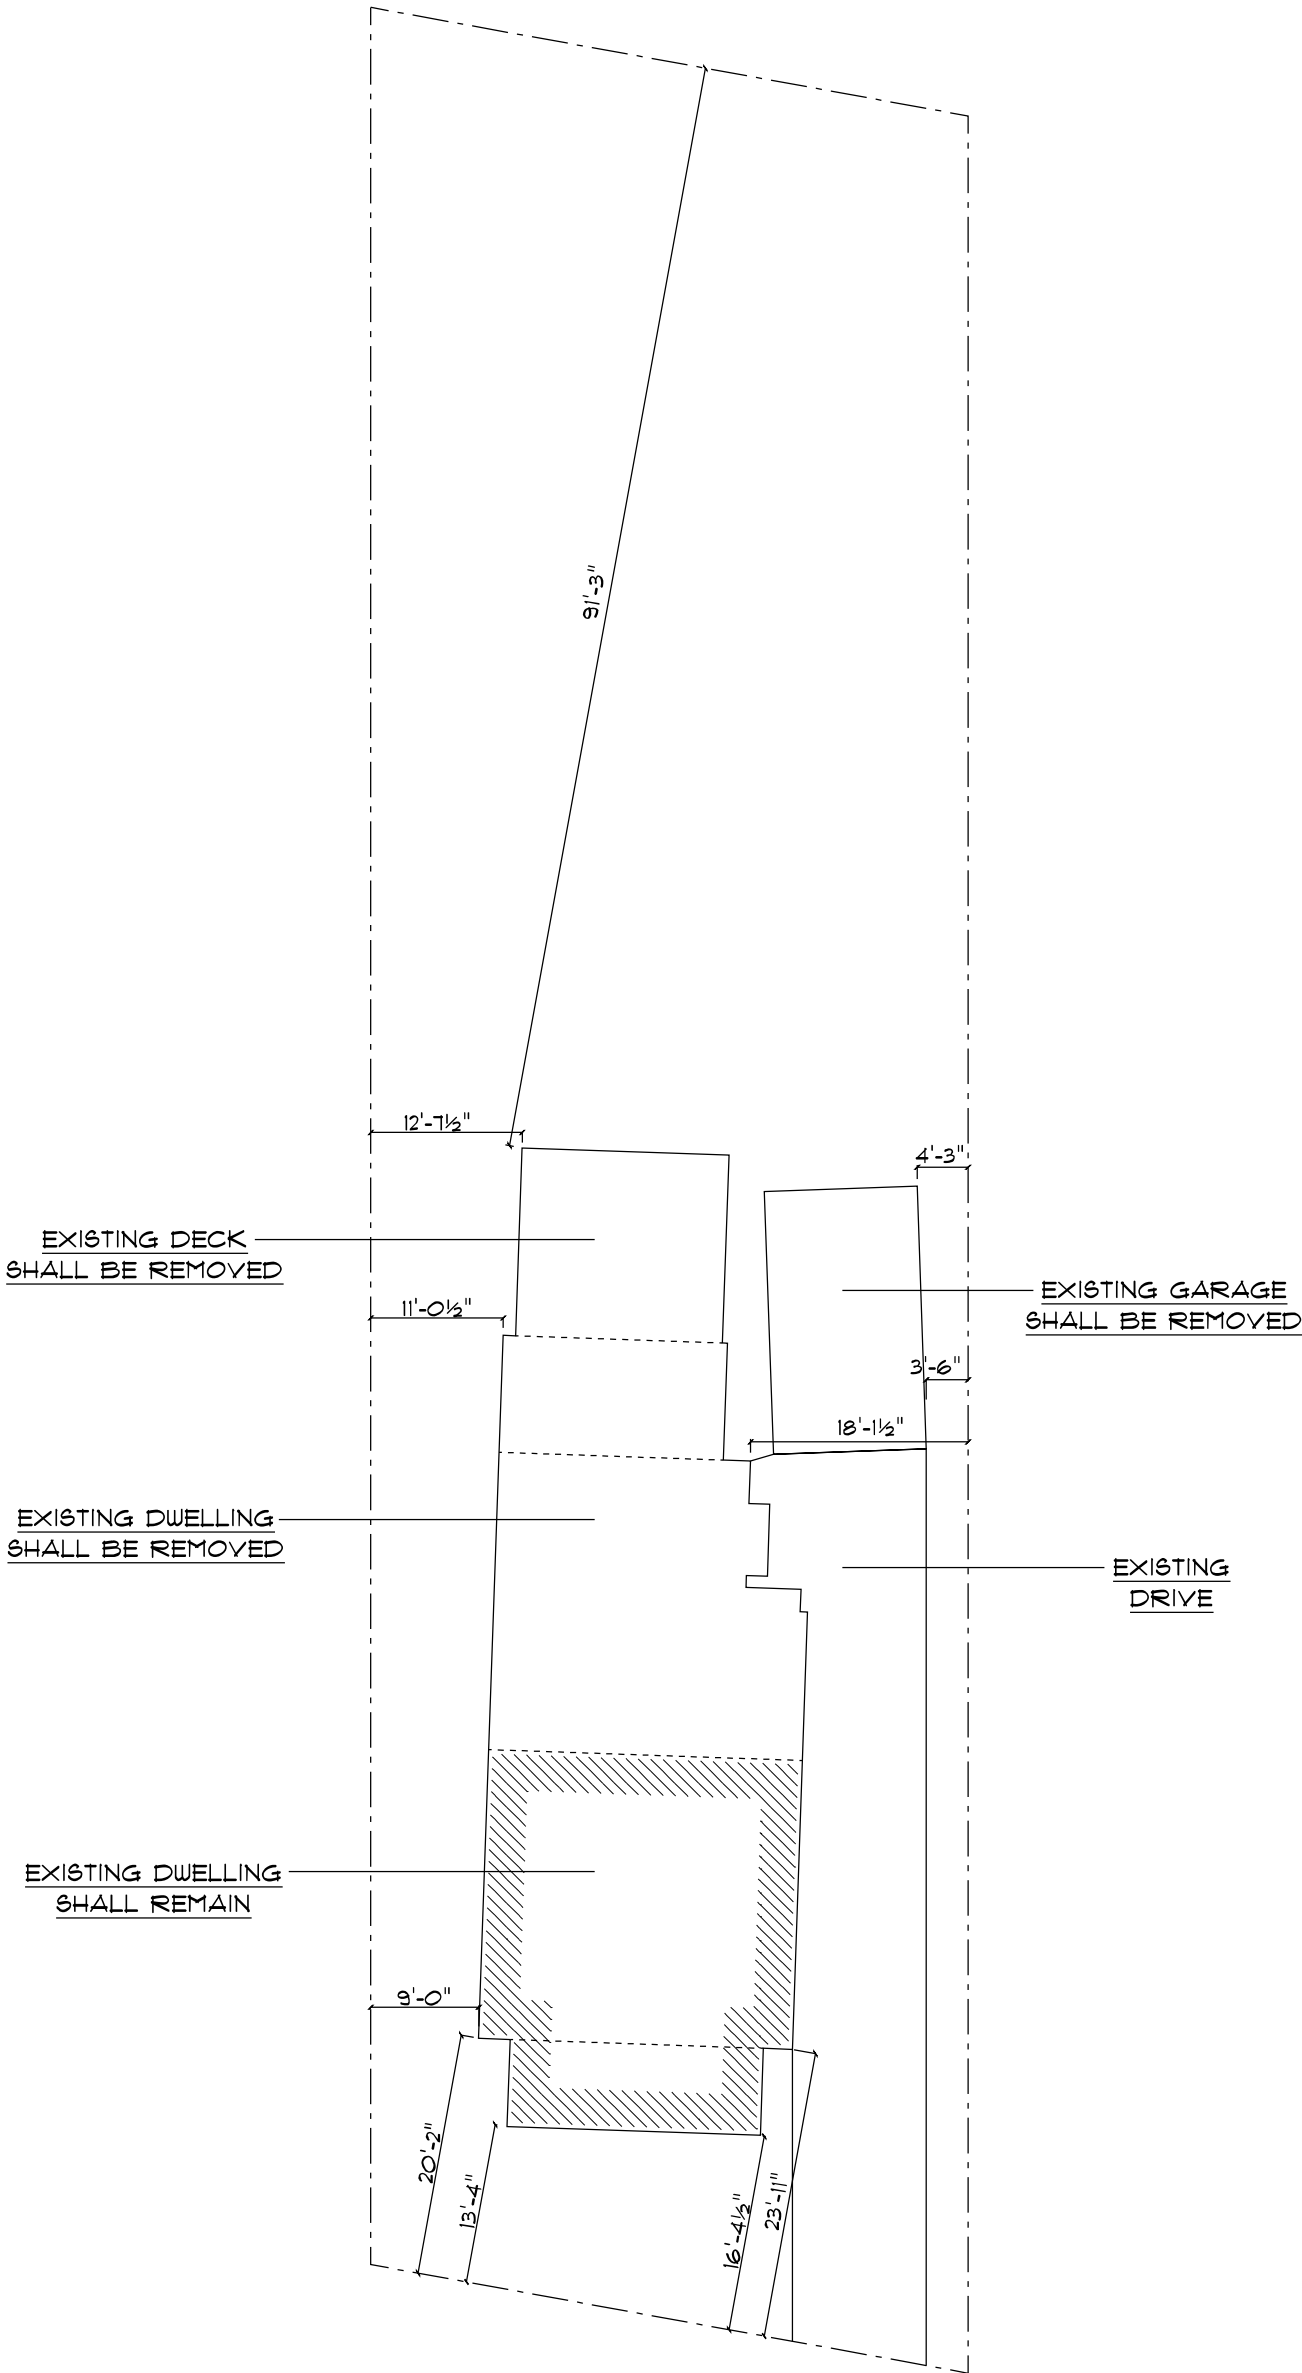 91'-3"
12'-7½"
4'-3"
EXISTING DECK
SHALL BE REMOVED
EXISTING GARAGE
SHALL BE REMOVED
11'-0½"
3'-6"
18'-1½"
EXISTING DWELLING
SHALL BE REMOVED
EXISTING
DRIVE
EXISTING DWELLING
SHALL REMAIN
9'-0"
20'-2"
13'-4"
16'-4½"
23'-11"